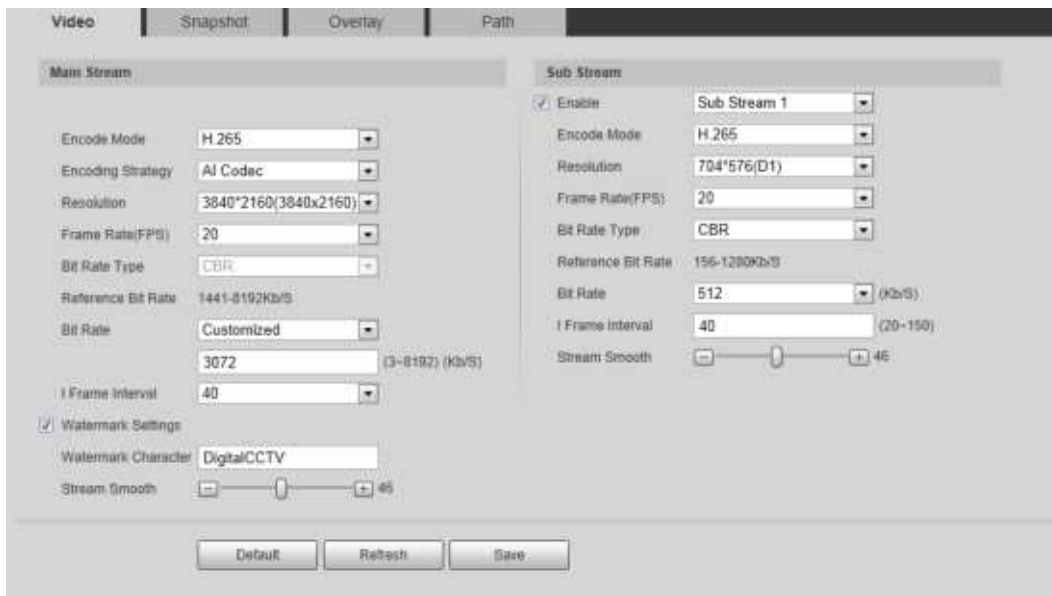 Video Snapshot Overlay Path
Main Stream
Encode Mode H.265
Encoding Strategy AI Codec
Resolution 3840*2160(3840x2160)
Frame Rate(FPS) 20
Bit Rate Type CBR
Reference Bit Rate 1441-8192Kb/S
Bit Rate Customized
3072 (3~8192) (Kb/S)
I Frame Interval 40
Watermark Settings
Watermark Character DigitalCCTV
Stream Smooth 46
Sub Stream
Enable Sub Stream 1
Encode Mode H.265
Resolution 704*576(D1)
Frame Rate(FPS) 20
Bit Rate Type CBR
Reference Bit Rate 156-1280Kb/S
Bit Rate 512 (Kb/S)
I Frame Interval 40 (20~150)
Stream Smooth 46
Default Refresh Save